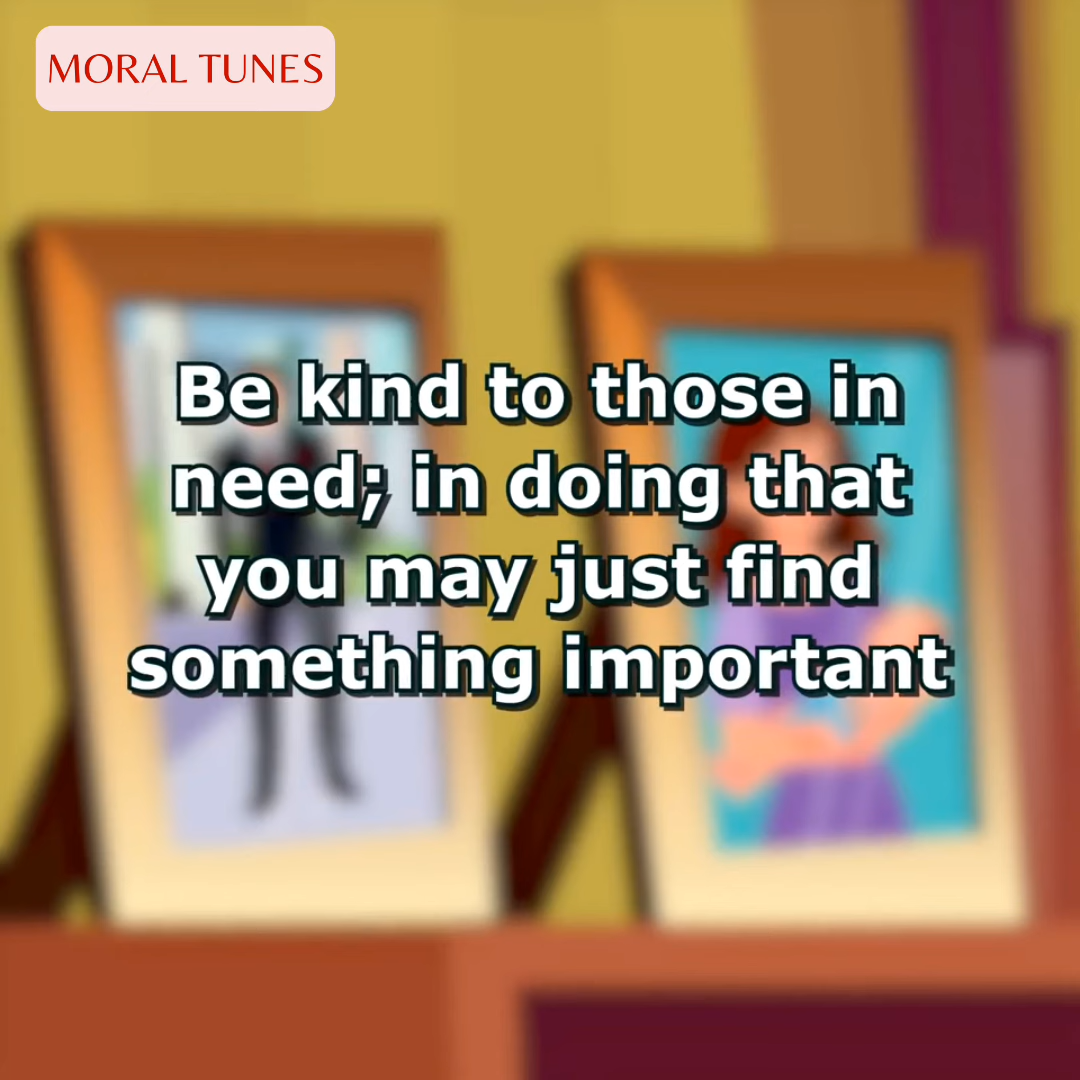 MORAL TUNES
Be kind to those in
need; in doing that
you may just find
something important